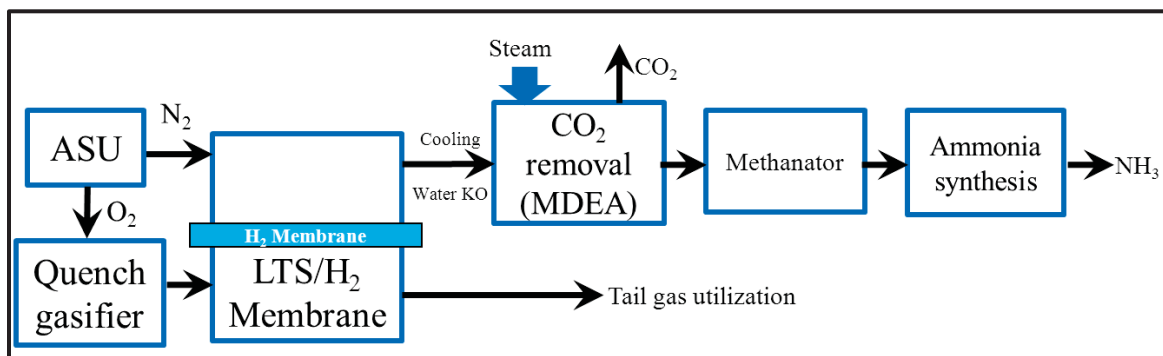 Steam
CO₂
N₂
ASU
Cooling
Water KO
CO₂
removal
(MDEA)
Methanator
Ammonia
synthesis
NH₃
O₂
H₂ Membrane
Quench
gasifier
LTS/H₂
Membrane
Tail gas utilization